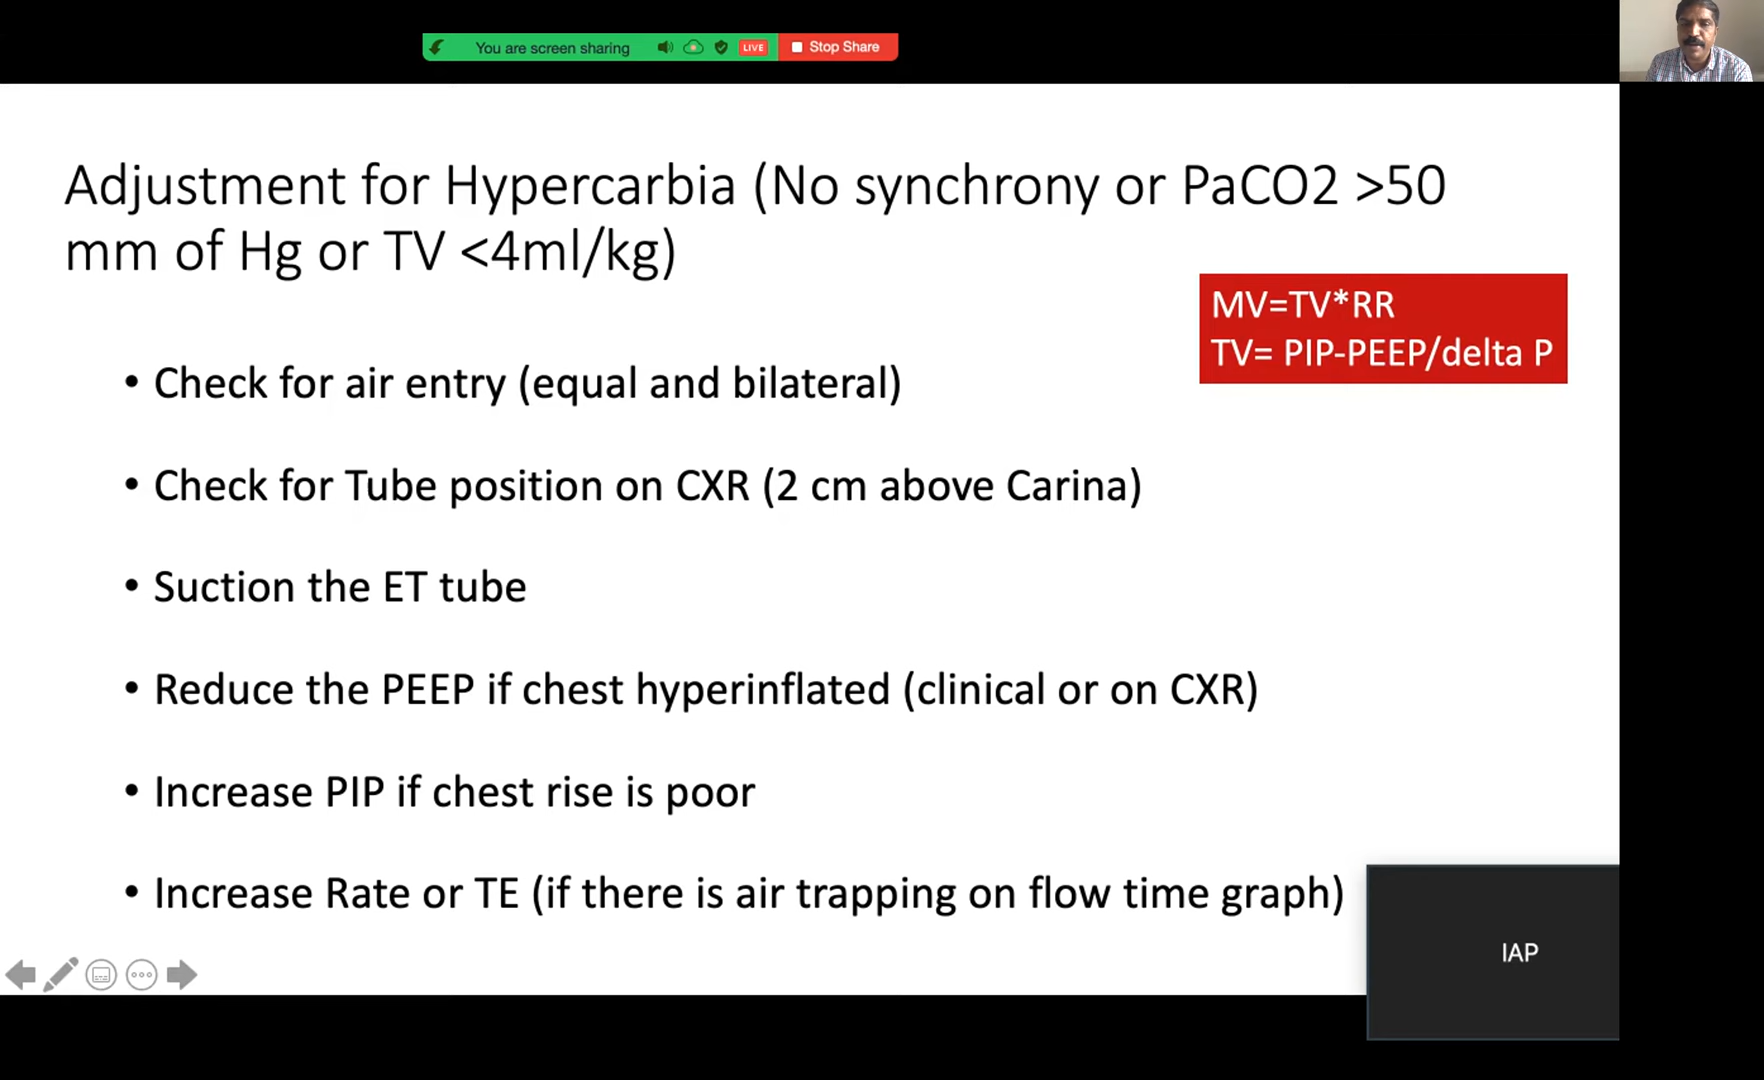 You are screen sharing LIVE Stop Share
Adjustment for Hypercarbia (No synchrony or PaCO2 >50
mm of Hg or TV <4ml/kg)
MV=TV*RR
TV= PIP-PEEP/delta P
• Check for air entry (equal and bilateral)
• Check for Tube position on CXR (2 cm above Carina)
• Suction the ET tube
• Reduce the PEEP if chest hyperinflated (clinical or on CXR)
• Increase PIP if chest rise is poor
• Increase Rate or TE (if there is air trapping on flow time graph)
IAP